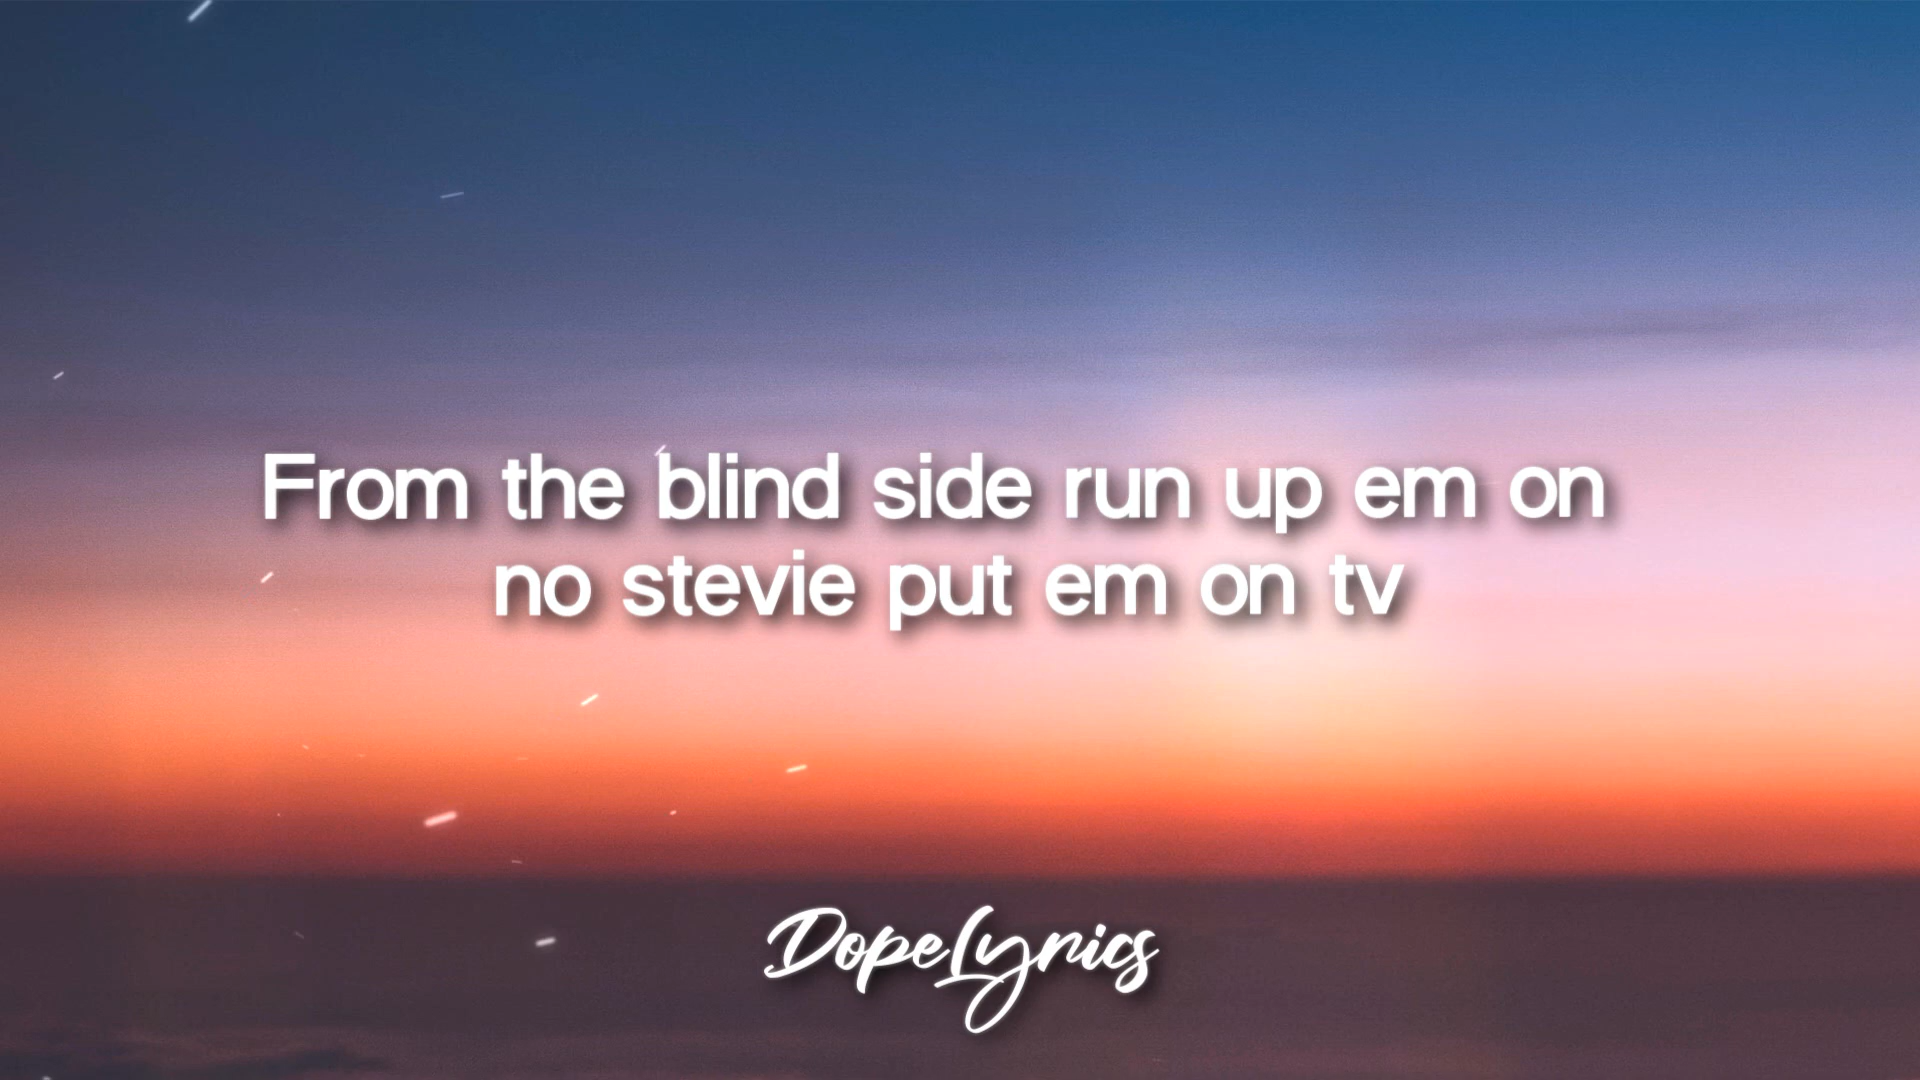 From the blind side run up em on
no stevie put em on tv
DopeLyrics